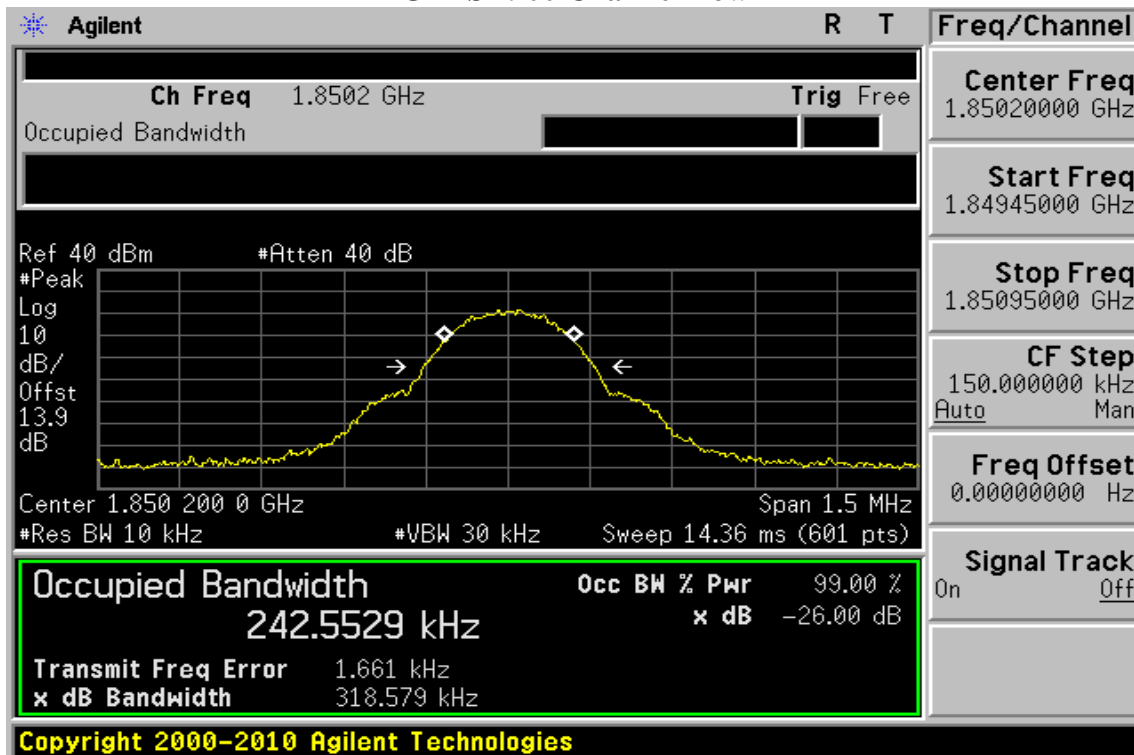 Agilent R T Freq/Channel
Ch Freq 1.8502 GHz Trig Free
Occupied Bandwidth
Center Freq
1.85020000 GHz
Start Freq
1.84945000 GHz
Stop Freq
1.85095000 GHz
CF Step
150.000000 kHz
Auto Man
Freq Offset
0.00000000 Hz
Signal Track
On Off
Ref 40 dBm #Atten 40 dB
#Peak
Log
10
dB/
Offst
13.9
dB
Center 1.850 200 0 GHz Span 1.5 MHz
#Res BW 10 kHz #VBW 30 kHz Sweep 14.36 ms (601 pts)
Occupied Bandwidth Occ BW % Pwr 99.00 %
242.5529 kHz x dB -26.00 dB
Transmit Freq Error 1.661 kHz
x dB Bandwidth 318.579 kHz
Copyright 2000-2010 Agilent Technologies